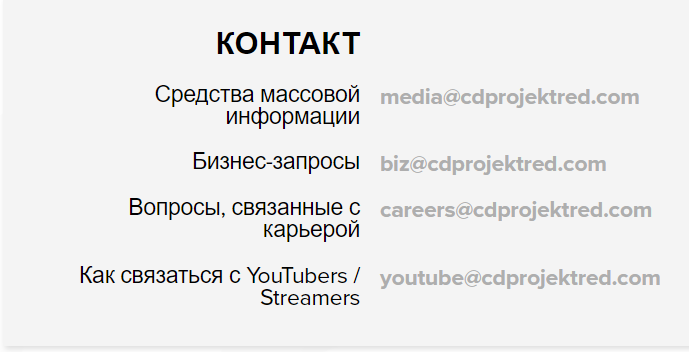 КОНТАКТ
Средства массовой
информации
media@cdprojektred.com
Бизнес-запросы
biz@cdprojektred.com
Вопросы, связанные с
карьерой
careers@cdprojektred.com
Как связаться с YouTubers /
Streamers
youtube@cdprojektred.com